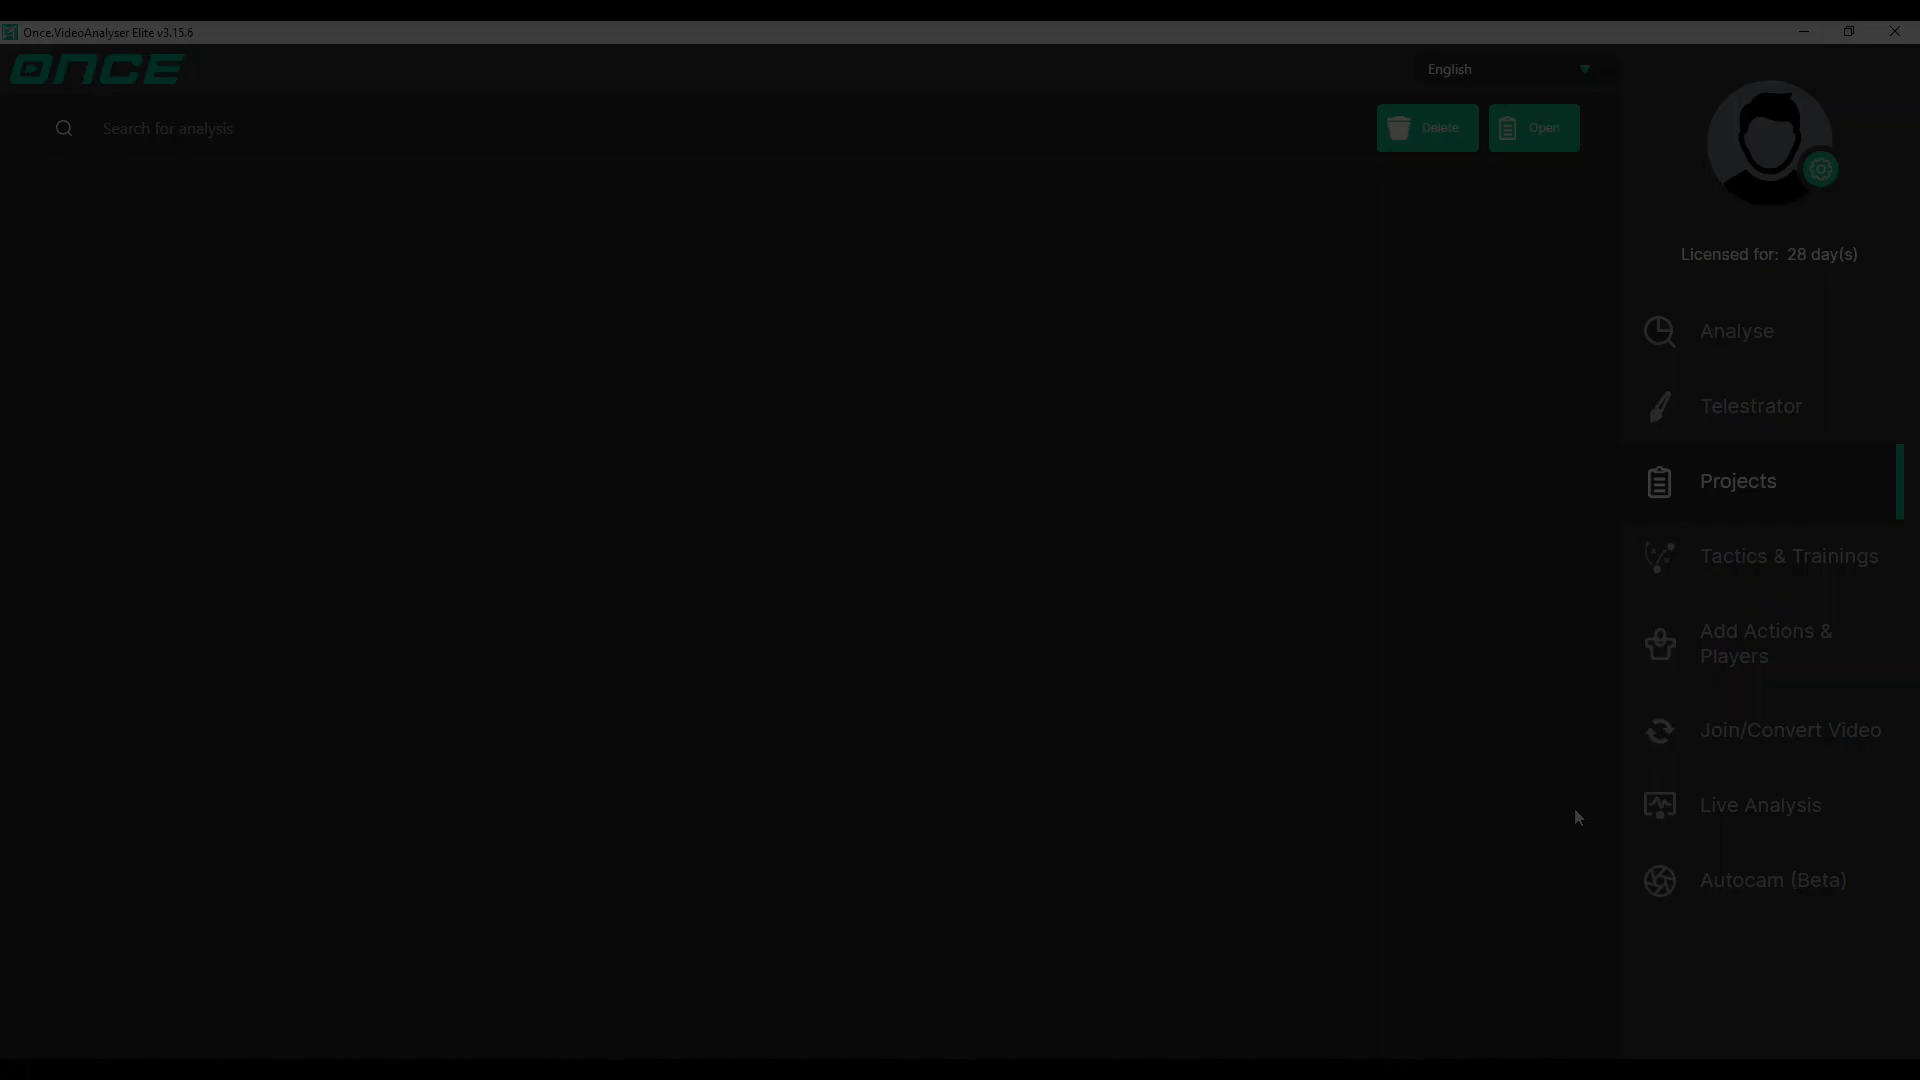 Once.VideoAnalyser Elite v3.15.6
ONCE
English
Search for analysis
Delete
Open
Licensed for: 28 day(s)
Analyse
Telestrator
Projects
Tactics & Trainings
Add Actions &
Players
Join/Convert Video
Live Analysis
Autocam (Beta)